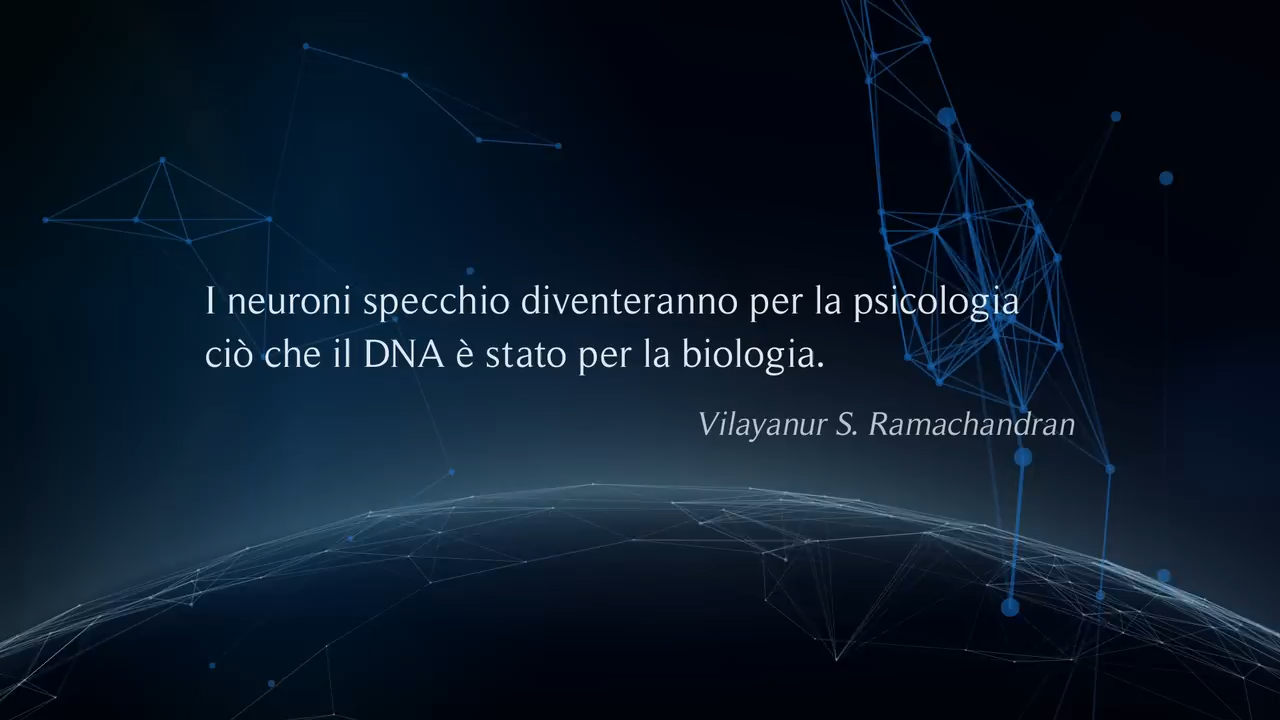 I neuroni specchio diventeranno per la psicologia
ciò che il DNA è stato per la biologia.
Vilayanur S. Ramachandran